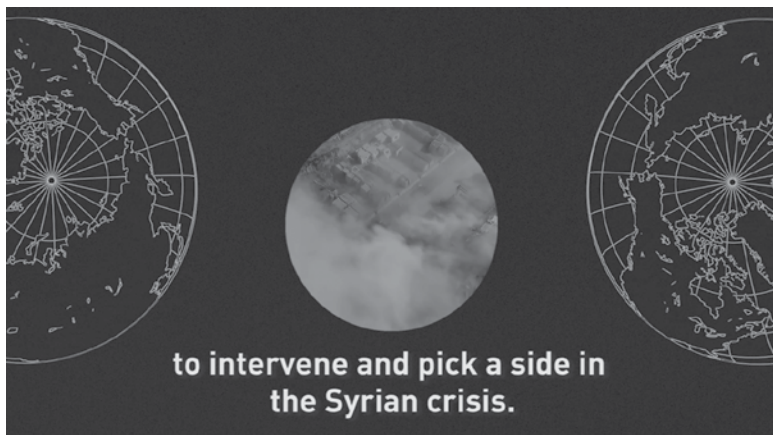 to intervene and pick a side in
the Syrian crisis.